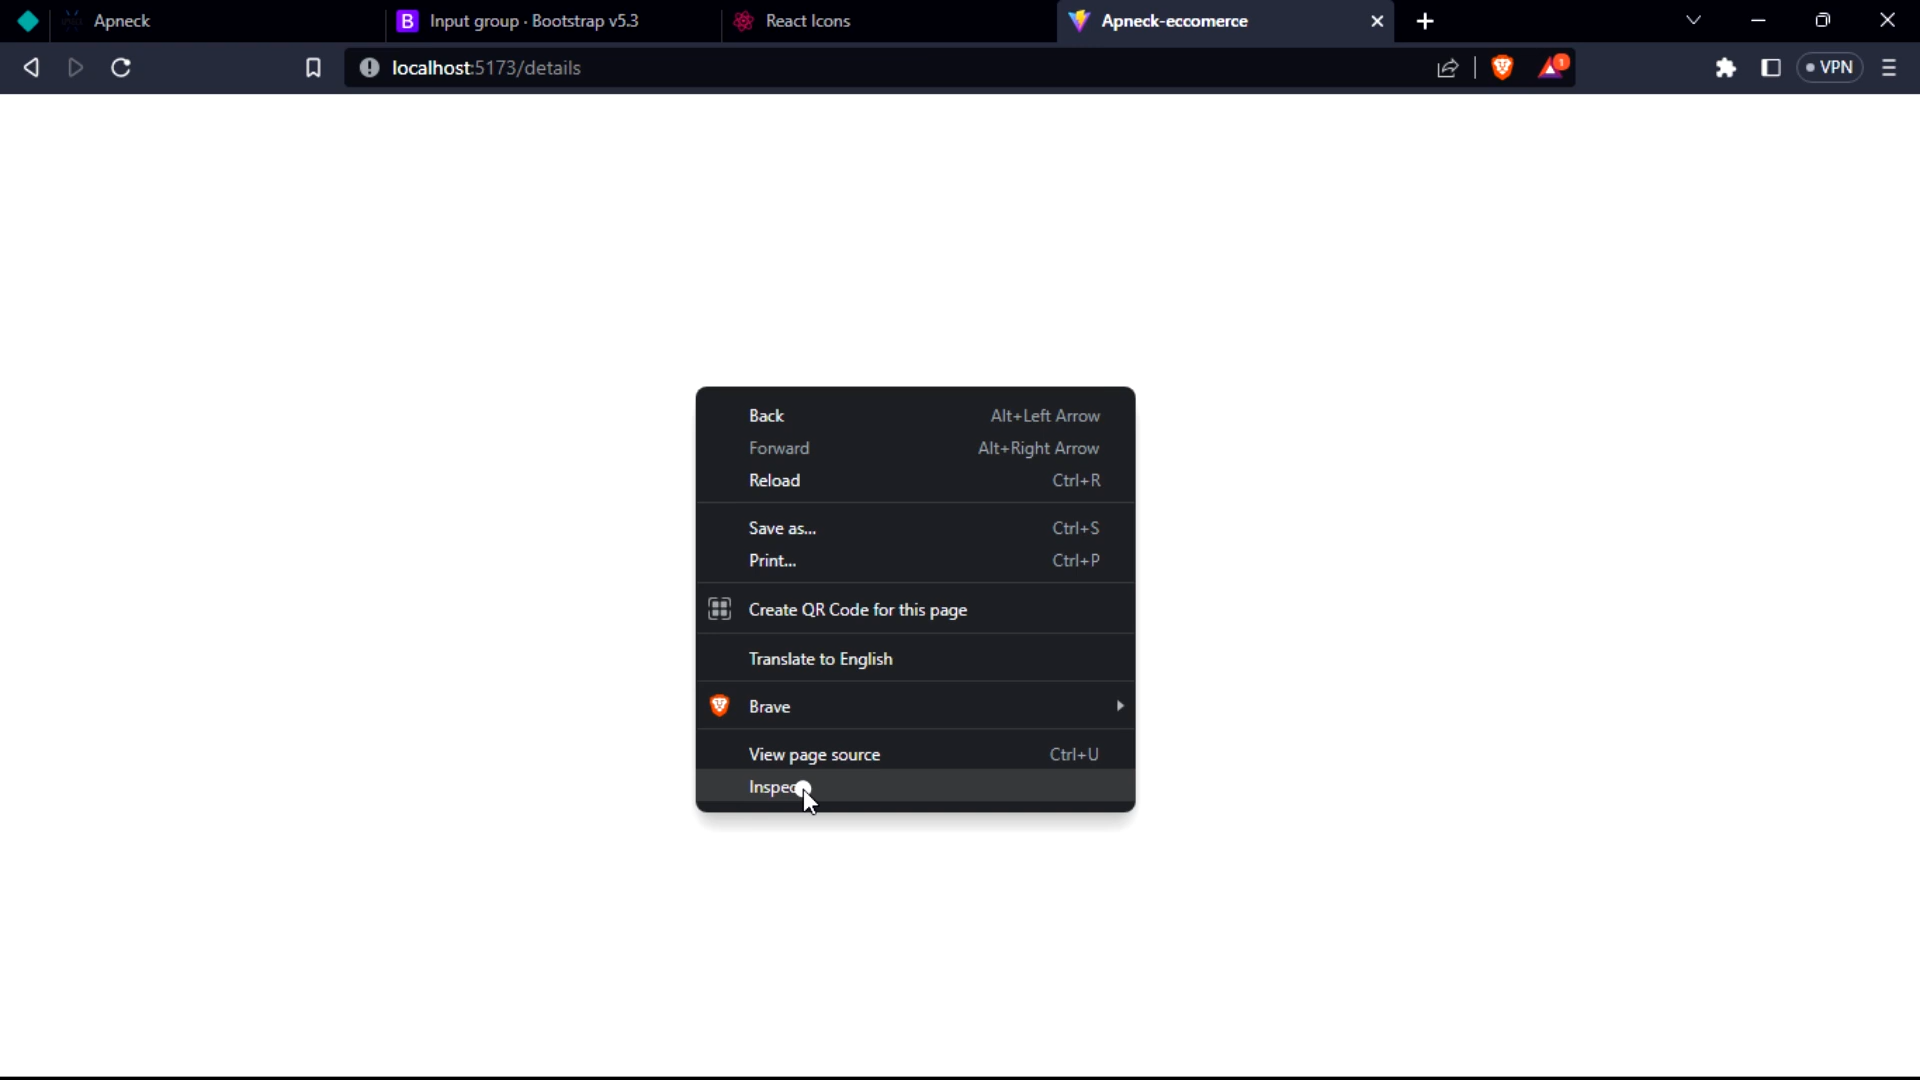 Apneck
Input group · Bootstrap v5.3
React Icons
Apneck-eccomerce
localhost:5173/details
1
VPN
Back Alt+Left Arrow
Forward Alt+Right Arrow
Reload Ctrl+R
Save as... Ctrl+S
Print... Ctrl+P
Create QR Code for this page
Translate to English
Brave
View page source Ctrl+U
Inspec